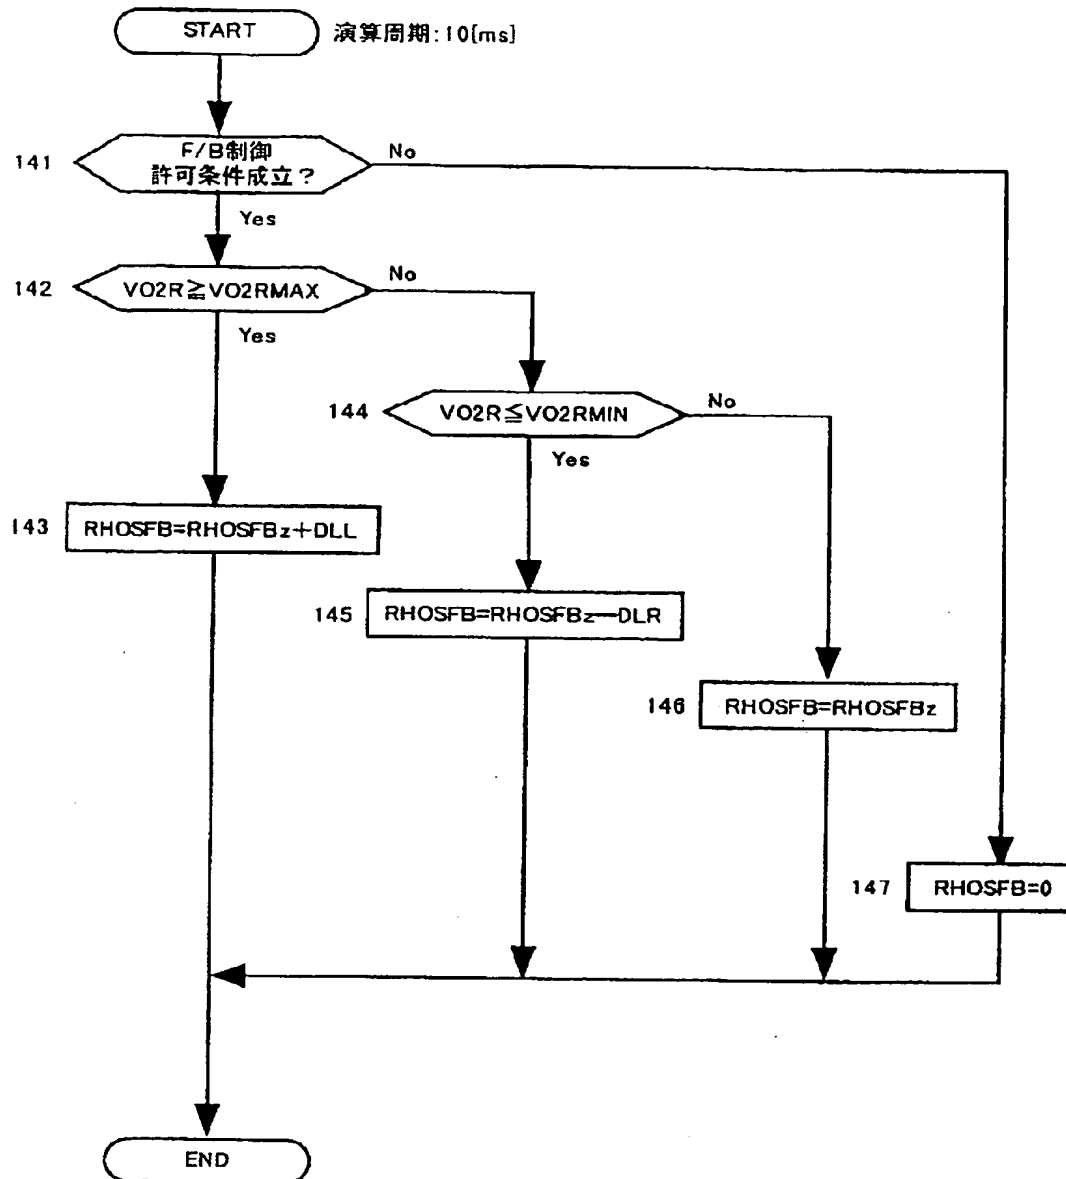 START
演算周期:10[ms]
141
F/B制御
許可条件成立?
No
Yes
142
VO2R≧VO2RMAX
No
Yes
144
VO2R≦VO2RMIN
No
Yes
143
RHOSFB=RHOSFBz+DLL
145
RHOSFB=RHOSFBz−DLR
146
RHOSFB=RHOSFBz
147
RHOSFB=0
END